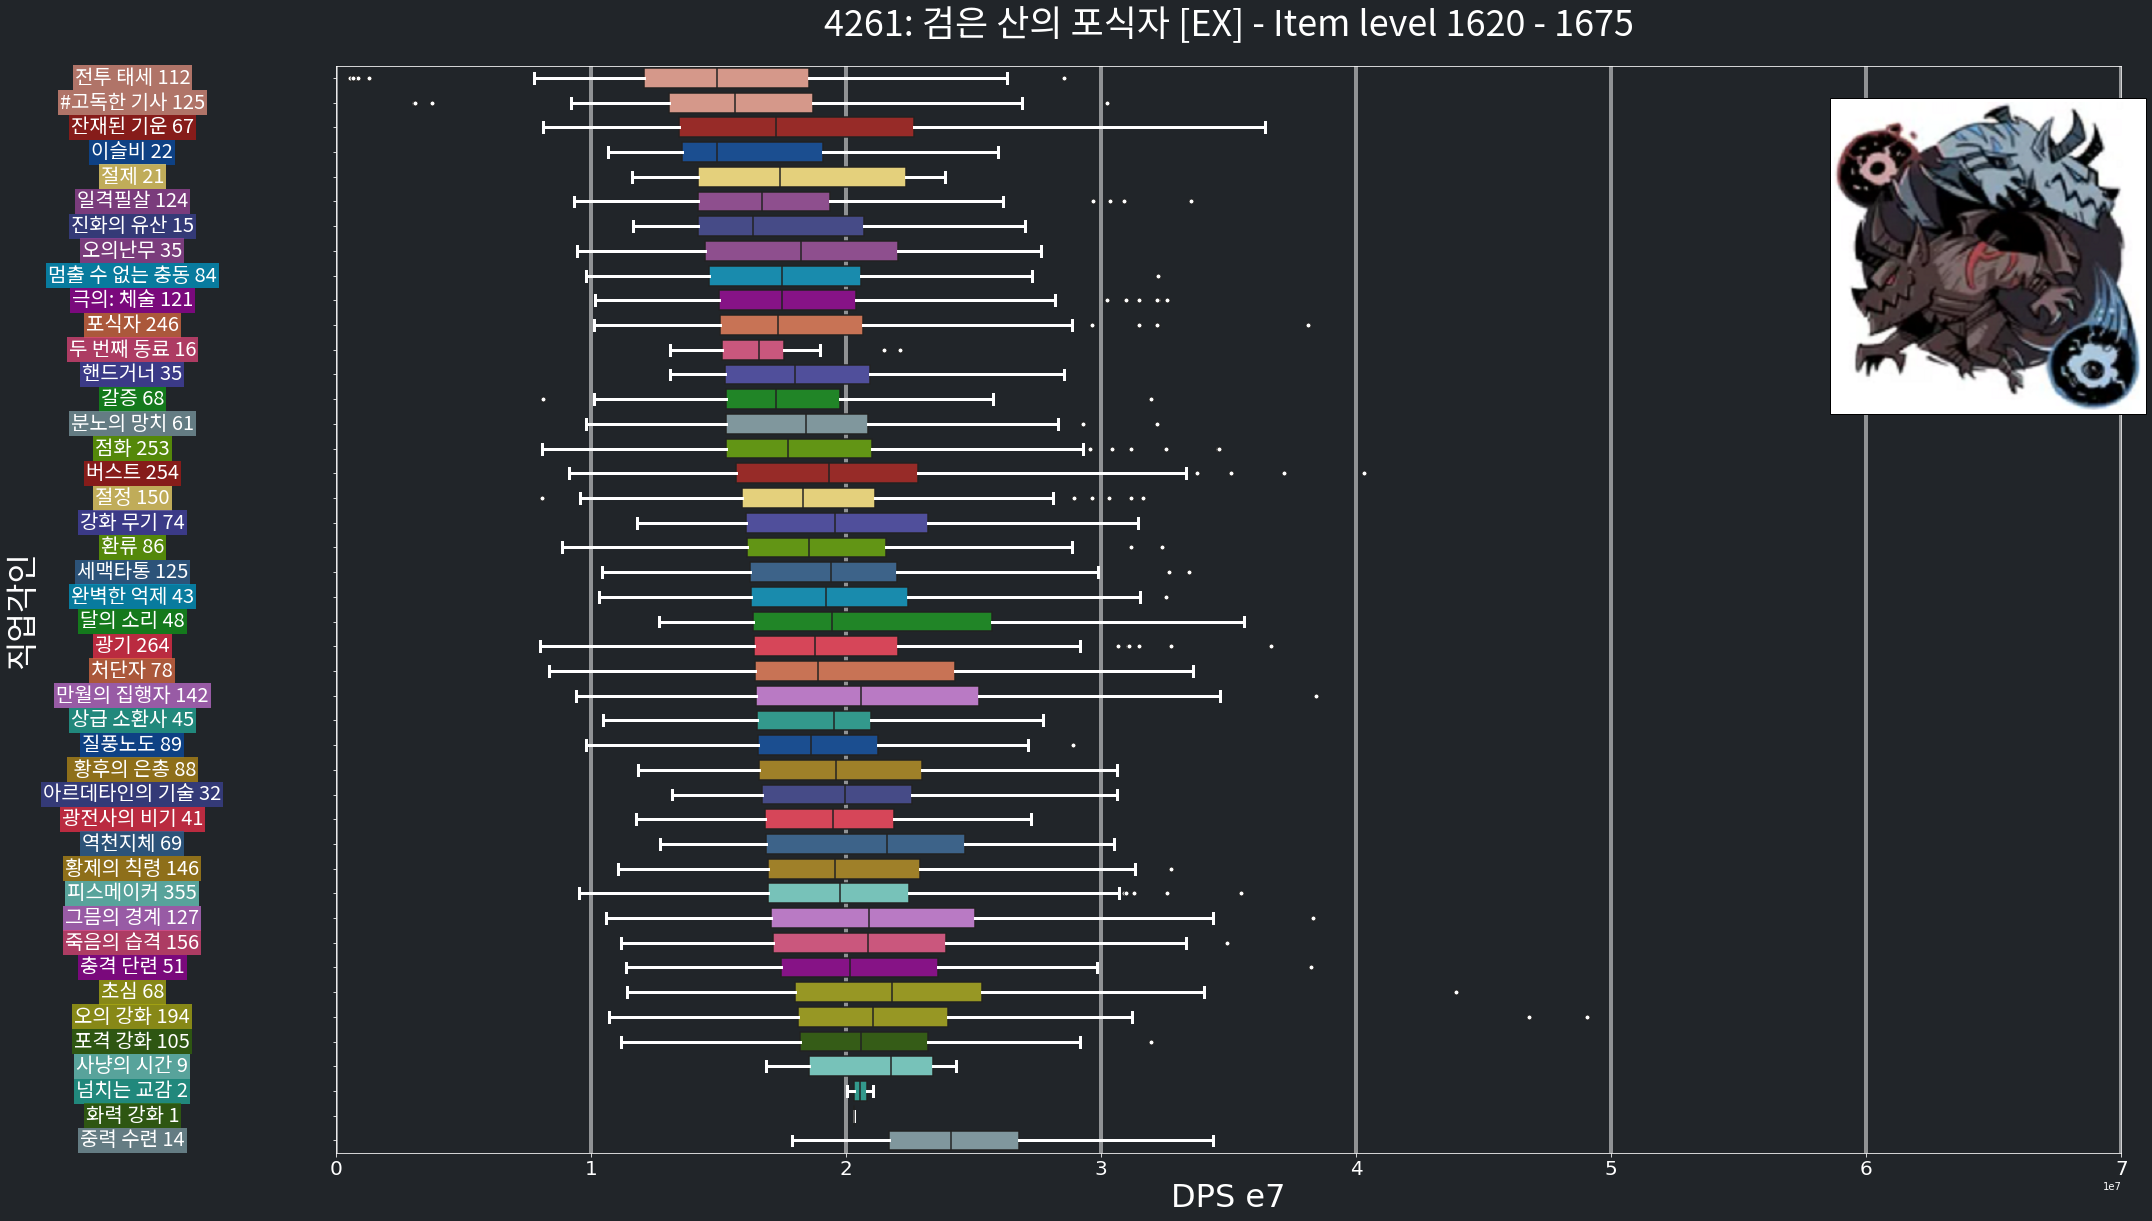 4261: 검은 산의 포식자 [EX] - Item level 1620 - 1675
직업각인
전투 태세 112
#고독한 기사 125
잔재된 기운 67
이슬비 22
절제 21
일격필살 124
진화의 유산 15
오의난무 35
멈출 수 없는 충동 84
극의: 체술 121
포식자 246
두 번째 동료 16
핸드거너 35
갈증 68
분노의 망치 61
점화 253
버스트 254
절정 150
강화 무기 74
환류 86
세맥타통 125
완벽한 억제 43
달의 소리 48
광기 264
처단자 78
만월의 집행자 142
상급 소환사 45
질풍노도 89
황후의 은총 88
아르데타인의 기술 32
광전사의 비기 41
역천지체 69
황제의 칙령 146
피스메이커 355
그믐의 경계 127
죽음의 습격 156
충격 단련 51
초심 68
오의 강화 194
포격 강화 105
사냥의 시간 9
넘치는 교감 2
화력 강화 1
중력 수련 14
0 1 2 3 4 5 6 7
1e7
DPS e7